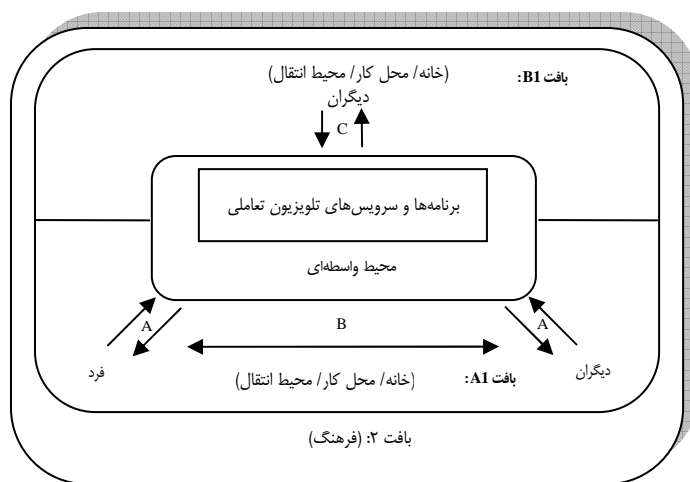 بافت B1: (خانه/ محل کار/ محیط انتقال)
دیگران
C
برنامه‌ها و سرویس‌های تلویزیون تعاملی
محیط واسطه‌ای
A
B
A
فرد
دیگران
بافت A1: (خانه/ محل کار/ محیط انتقال)
بافت ۲: (فرهنگ)